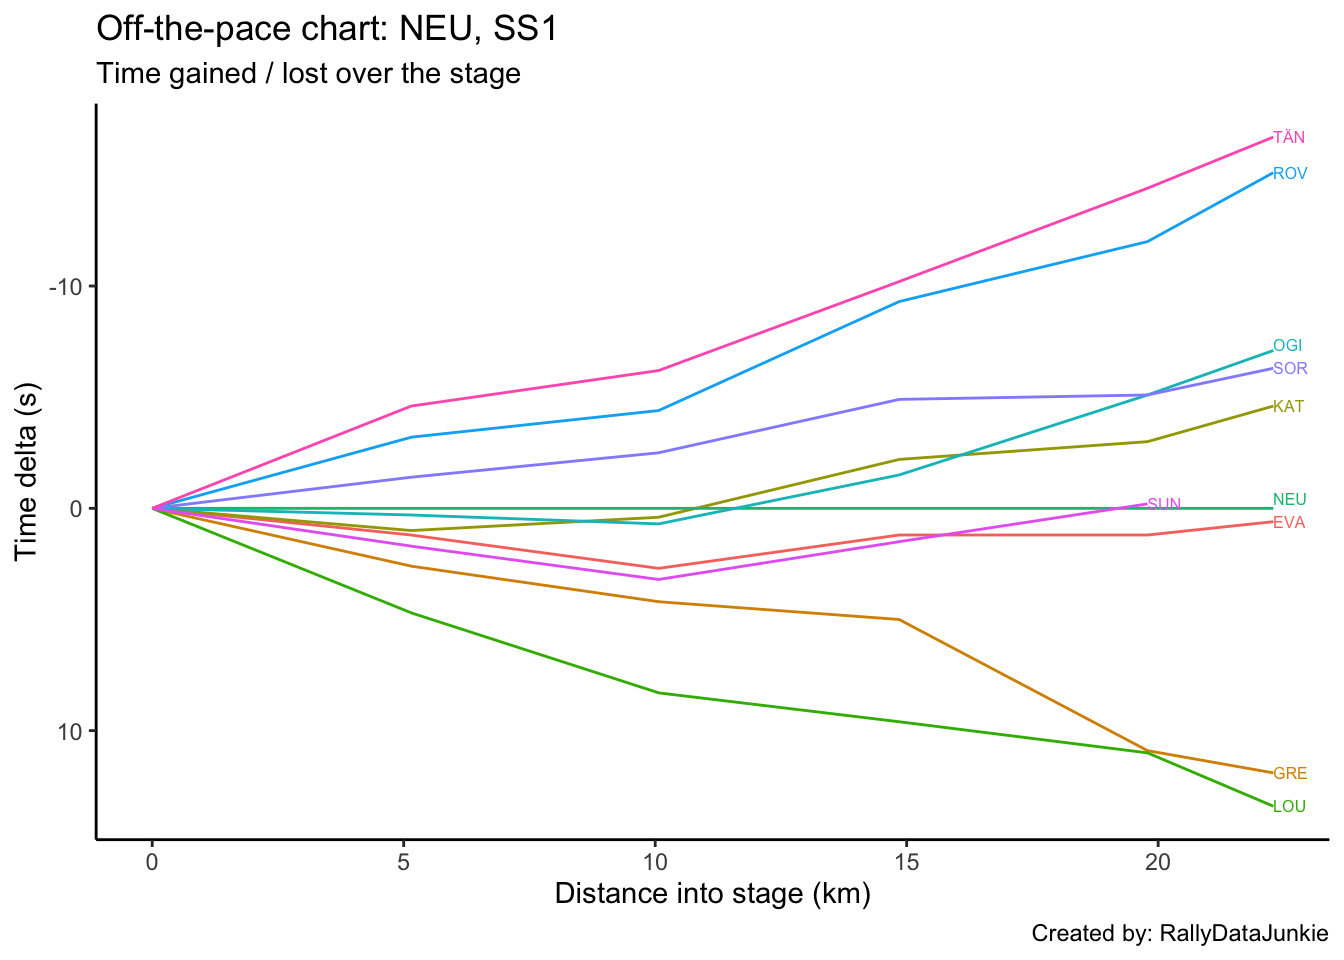 Off-the-pace chart: NEU, SS1
Time gained / lost over the stage
TÄN
ROV
-10
OGI
SOR
KAT
Time delta (s)
NEU
SUN
0
EVA
10
GRE
LOU
0 5 10 15 20
Distance into stage (km)
Created by: RallyDataJunkie